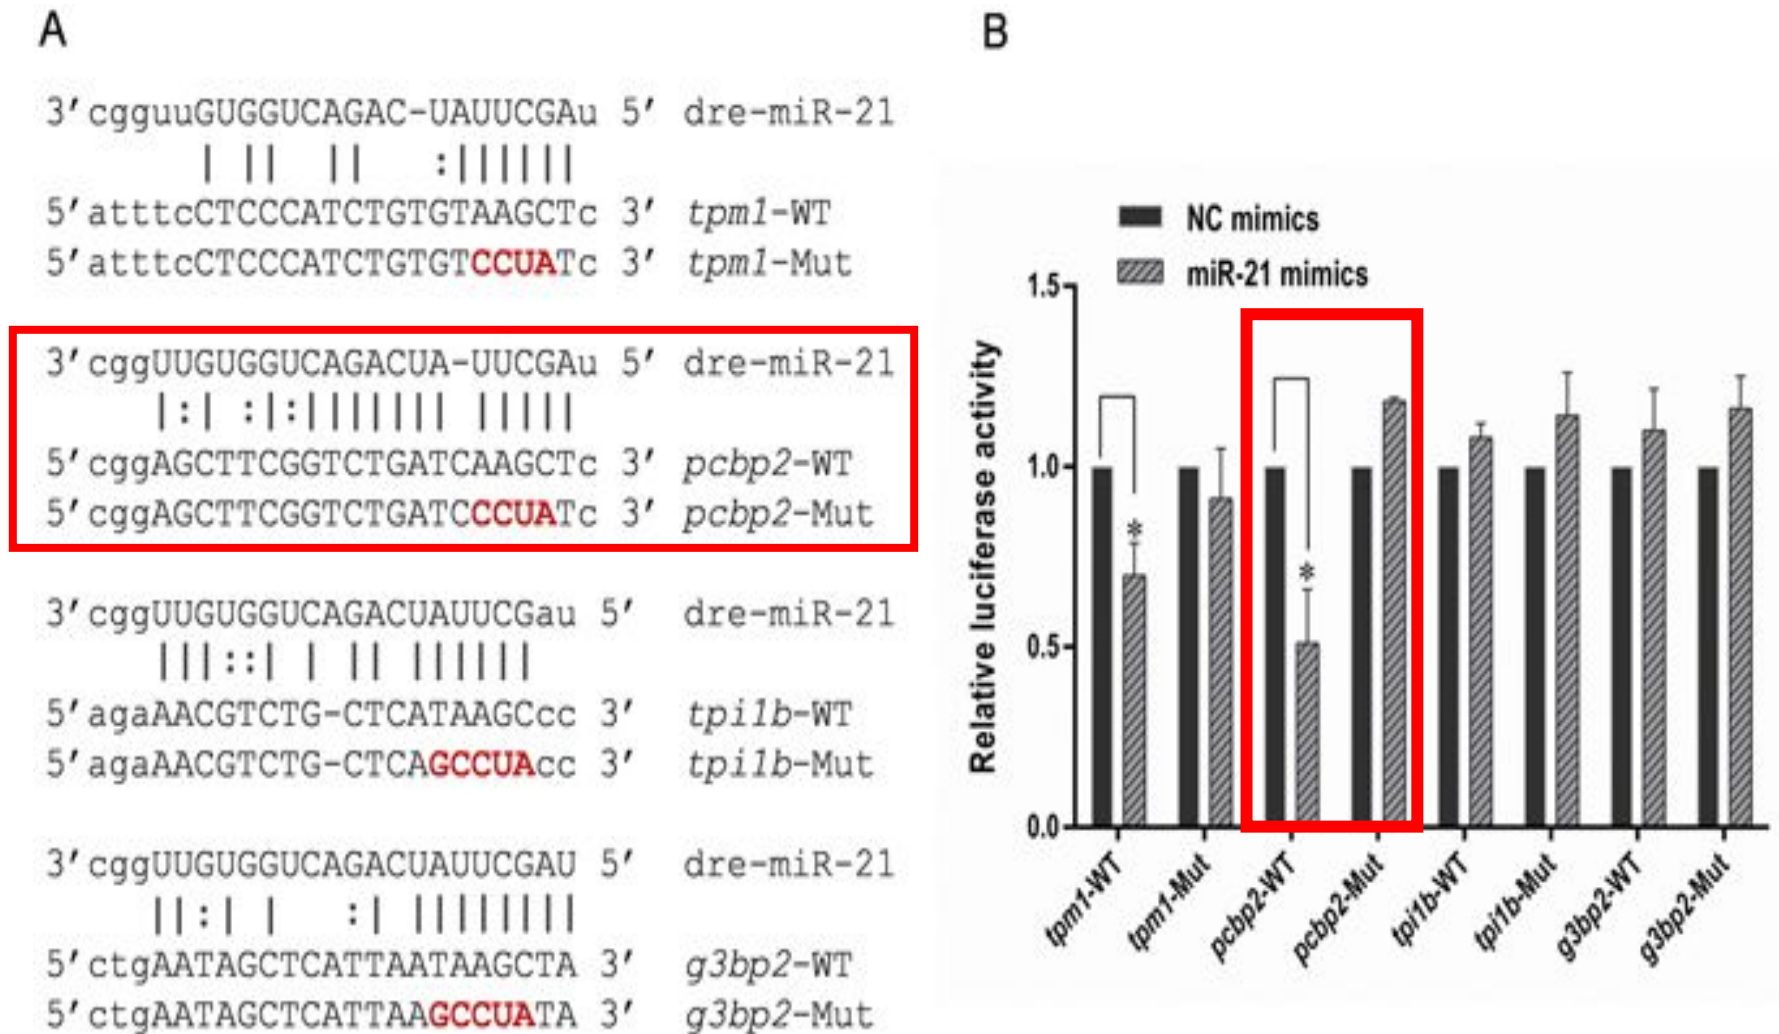 A
3'cgguuGUGGUCAGAC-UAUUCGAu 5' dre-miR-21
| || || :||||||
5'atttcCTCCCATCTGTGTAAGCTc 3' tpm1-WT
5'atttcCTCCCATCTGTGTCCUATc 3' tpm1-Mut
3'cggUUGUGGUCAGACUA-UUCGAu 5' dre-miR-21
|:| :|:||||||| |||||
5'cggAGCTTCGGTCTGATCAAGCTc 3' pcbp2-WT
5'cggAGCTTCGGTCTGATCCCUATc 3' pcbp2-Mut
3'cggUUGUGGUCAGACUAUUCGau 5' dre-miR-21
|||::| | || ||||||
5'agaAACGTCTG-CTCATAAGCcc 3' tpi1b-WT
5'agaAACGTCTG-CTCAGCCUAcc 3' tpi1b-Mut
3'cggUUGUGGUCAGACUAUUCGAU 5' dre-miR-21
||:| | :| ||||||||
5'ctgAATAGCTCATTAATAAGCTA 3' g3bp2-WT
5'ctgAATAGCTCATTAAGCCUATA 3' g3bp2-Mut
B
NC mimics
miR-21 mimics
Relative luciferase activity
1.5
1.0
0.5
0.0
*
*
tpm1-WT
tpm1-Mut
pcbp2-WT
pcbp2-Mut
tpi1b-WT
tpi1b-Mut
g3bp2-WT
g3bp2-Mut